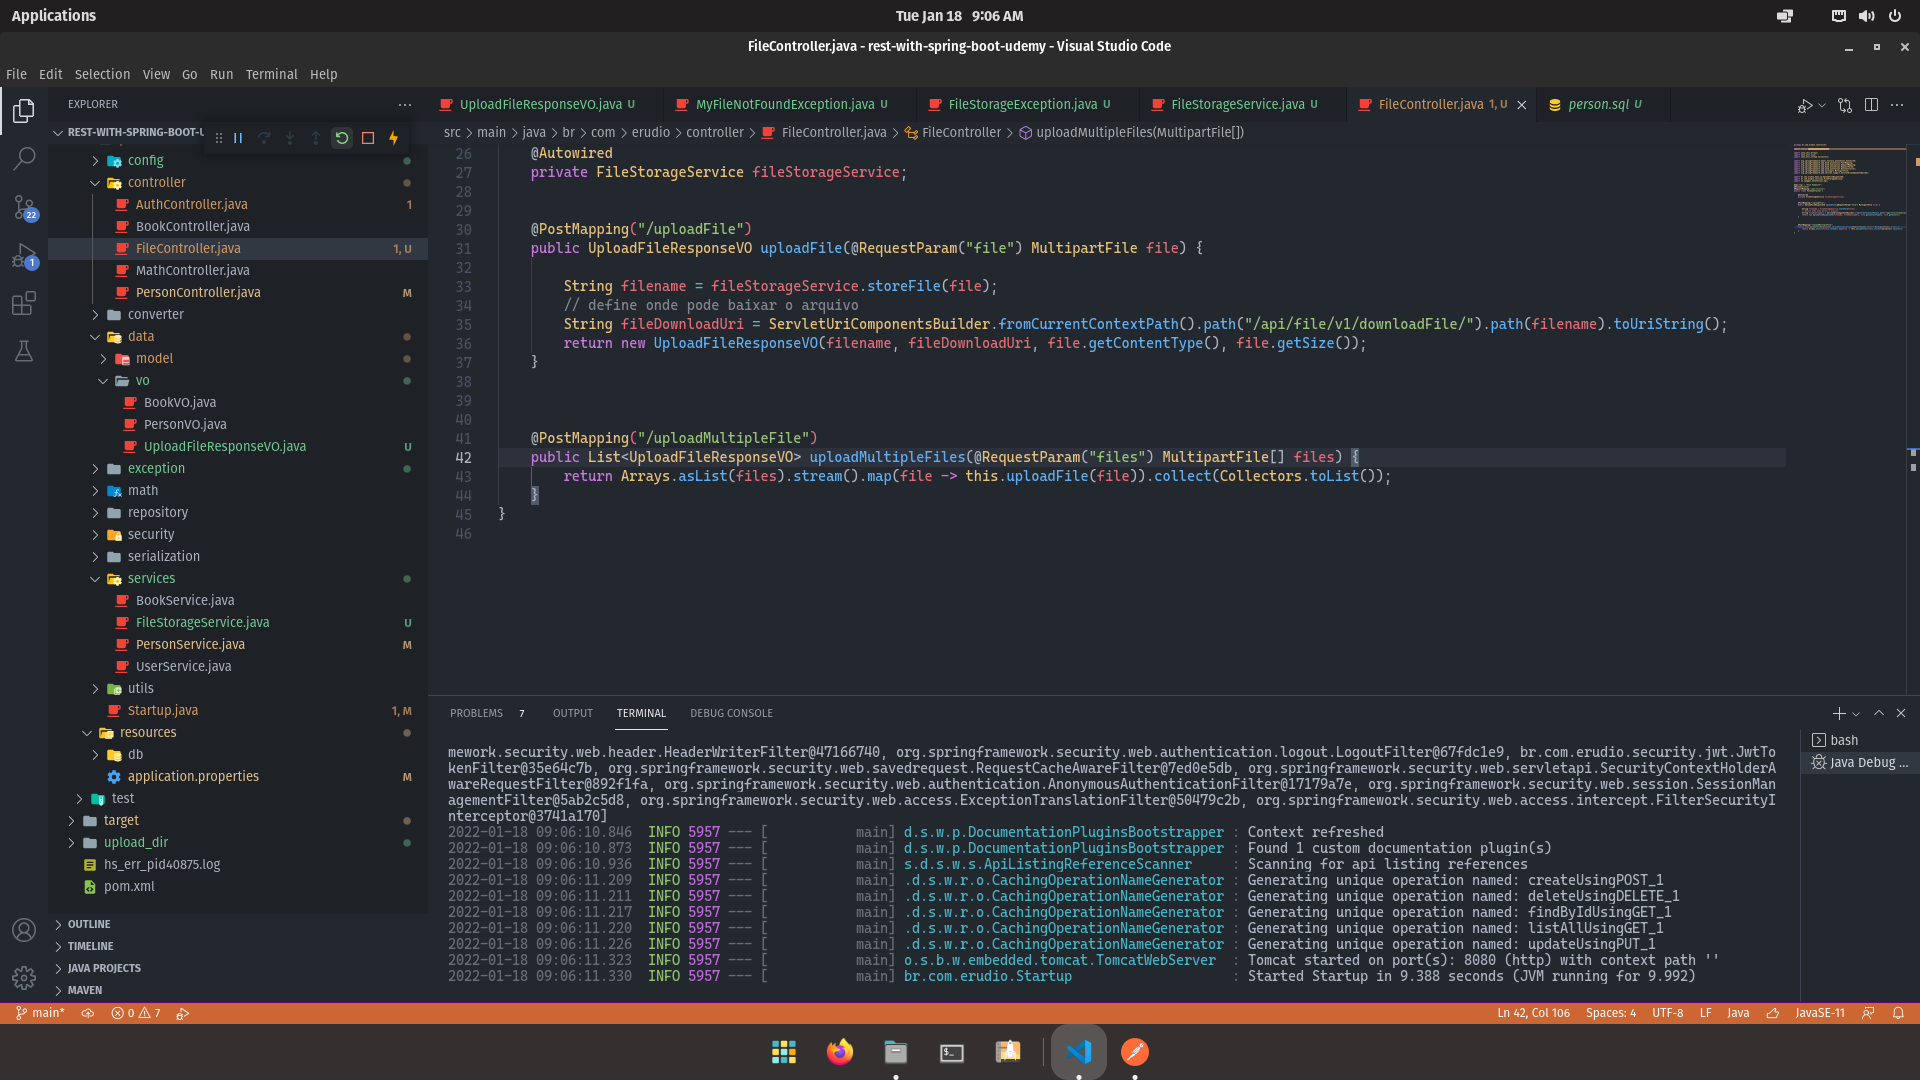 Applications
Tue Jan 18 9:06 AM
FileController.java - rest-with-spring-boot-udemy - Visual Studio Code
File Edit Selection View Go Run Terminal Help
EXPLORER
REST-WITH-SPRING-BOOT-U
config
controller
AuthController.java 1
BookController.java
FileController.java 1, U
MathController.java
PersonController.java M
converter
data
model
vo
BookVO.java
PersonVO.java
UploadFileResponseVO.java U
exception
math
repository
security
serialization
services
BookService.java
FileStorageService.java U
PersonService.java M
UserService.java
utils
Startup.java 1, M
resources
db
application.properties M
test
target
upload_dir
hs_err_pid40875.log
pom.xml
OUTLINE
TIMELINE
JAVA PROJECTS
MAVEN
22
1
UploadFileResponseVO.java U MyFileNotFoundException.java U FileStorageException.java U FileStorageService.java U FileController.java 1, U person.sql U
src > main > java > br > com > erudio > controller > FileController.java > FileController > uploadMultipleFiles(MultipartFile[])
26 @Autowired
27 private FileStorageService fileStorageService;
28
29
30 @PostMapping("/uploadFile")
31 public UploadFileResponseVO uploadFile(@RequestParam("file") MultipartFile file) {
32
33 String filename = fileStorageService.storeFile(file);
34 // define onde pode baixar o arquivo
35 String fileDownloadUri = ServletUriComponentsBuilder.fromCurrentContextPath().path("/api/file/v1/downloadFile/").path(filename).toUriString();
36 return new UploadFileResponseVO(filename, fileDownloadUri, file.getContentType(), file.getSize());
37 }
38
39
40
41 @PostMapping("/uploadMultipleFile")
42 public List<UploadFileResponseVO> uploadMultipleFiles(@RequestParam("files") MultipartFile[] files) {
43 return Arrays.asList(files).stream().map(file -> this.uploadFile(file)).collect(Collectors.toList());
44 }
45 }
46
PROBLEMS 7 OUTPUT TERMINAL DEBUG CONSOLE
mework.security.web.header.HeaderWriterFilter@47166740, org.springframework.security.web.authentication.logout.LogoutFilter@67fdc1e9, br.com.erudio.security.jwt.JwtTo
kenFilter@35e64c7b, org.springframework.security.web.savedrequest.RequestCacheAwareFilter@7ed0e5db, org.springframework.security.web.servletapi.SecurityContextHolderA
wareRequestFilter@892f1fa, org.springframework.security.web.authentication.AnonymousAuthenticationFilter@17179a7e, org.springframework.security.web.session.SessionMan
agementFilter@5ab2c5d8, org.springframework.security.web.access.ExceptionTranslationFilter@50479c2b, org.springframework.security.web.access.intercept.FilterSecurityI
nterceptor@3741a170]
2022-01-18 09:06:10.846 INFO 5957 --- [ main] d.s.w.p.DocumentationPluginsBootstrapper : Context refreshed
2022-01-18 09:06:10.873 INFO 5957 --- [ main] d.s.w.p.DocumentationPluginsBootstrapper : Found 1 custom documentation plugin(s)
2022-01-18 09:06:10.936 INFO 5957 --- [ main] s.d.s.w.s.ApiListingReferenceScanner : Scanning for api listing references
2022-01-18 09:06:11.209 INFO 5957 --- [ main] .d.s.w.r.o.CachingOperationNameGenerator : Generating unique operation named: createUsingPOST_1
2022-01-18 09:06:11.211 INFO 5957 --- [ main] .d.s.w.r.o.CachingOperationNameGenerator : Generating unique operation named: deleteUsingDELETE_1
2022-01-18 09:06:11.217 INFO 5957 --- [ main] .d.s.w.r.o.CachingOperationNameGenerator : Generating unique operation named: findByIdUsingGET_1
2022-01-18 09:06:11.220 INFO 5957 --- [ main] .d.s.w.r.o.CachingOperationNameGenerator : Generating unique operation named: listAllUsingGET_1
2022-01-18 09:06:11.226 INFO 5957 --- [ main] .d.s.w.r.o.CachingOperationNameGenerator : Generating unique operation named: updateUsingPUT_1
2022-01-18 09:06:11.323 INFO 5957 --- [ main] o.s.b.w.embedded.tomcat.TomcatWebServer : Tomcat started on port(s): 8080 (http) with context path ''
2022-01-18 09:06:11.330 INFO 5957 --- [ main] br.com.erudio.Startup : Started Startup in 9.388 seconds (JVM running for 9.992)
bash
Java Debug ...
main* 0 7
Ln 42, Col 106 Spaces: 4 UTF-8 LF Java JavaSE-11